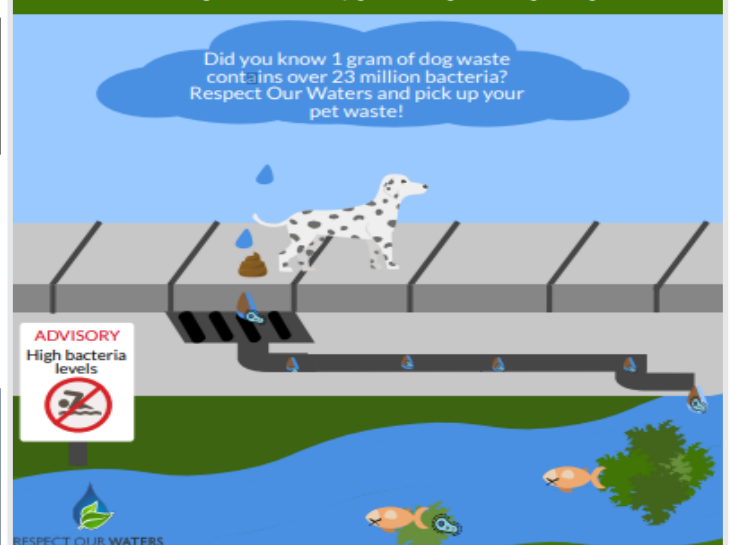 Did you know 1 gram of dog waste
contains over 23 million bacteria?
Respect Our Waters and pick up your
pet waste!
ADVISORY
High bacteria
levels
RESPECT OUR WATERS